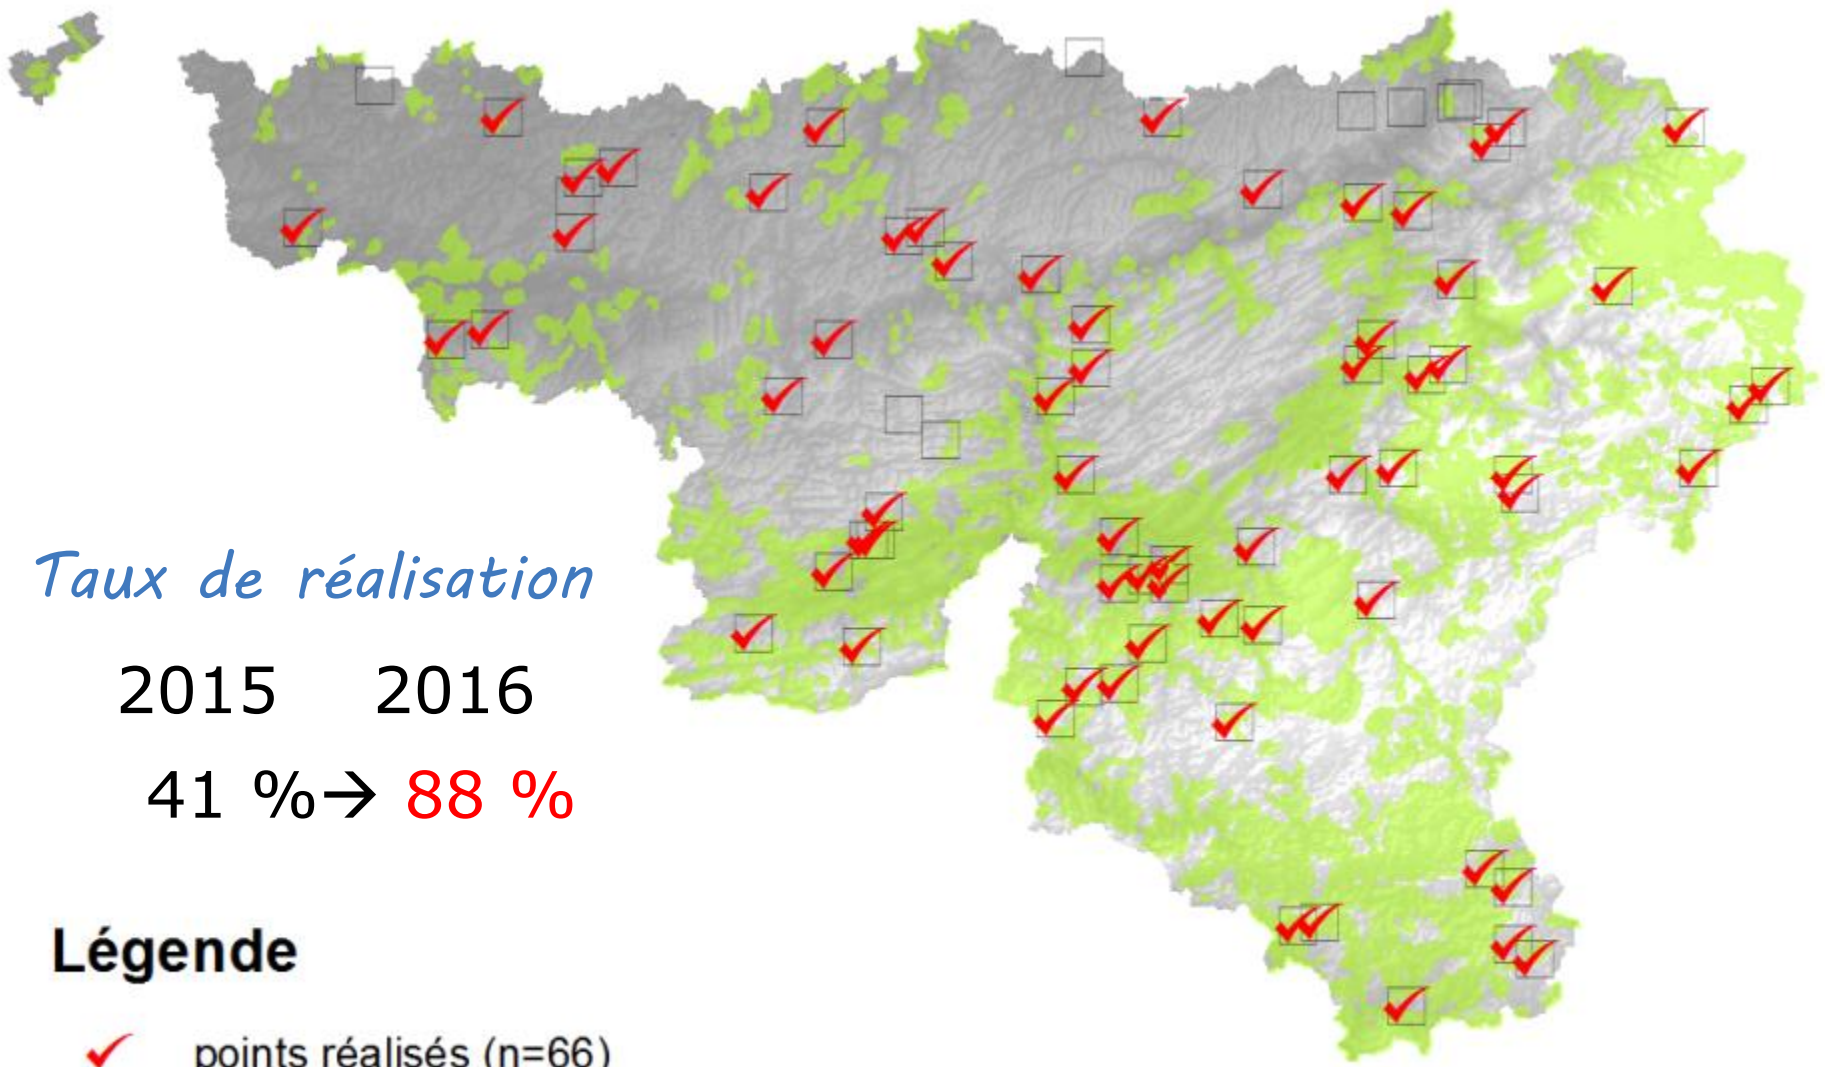 Taux de réalisation
2015 2016
41 %→ 88 %
Légende
points réalisés (n=66)